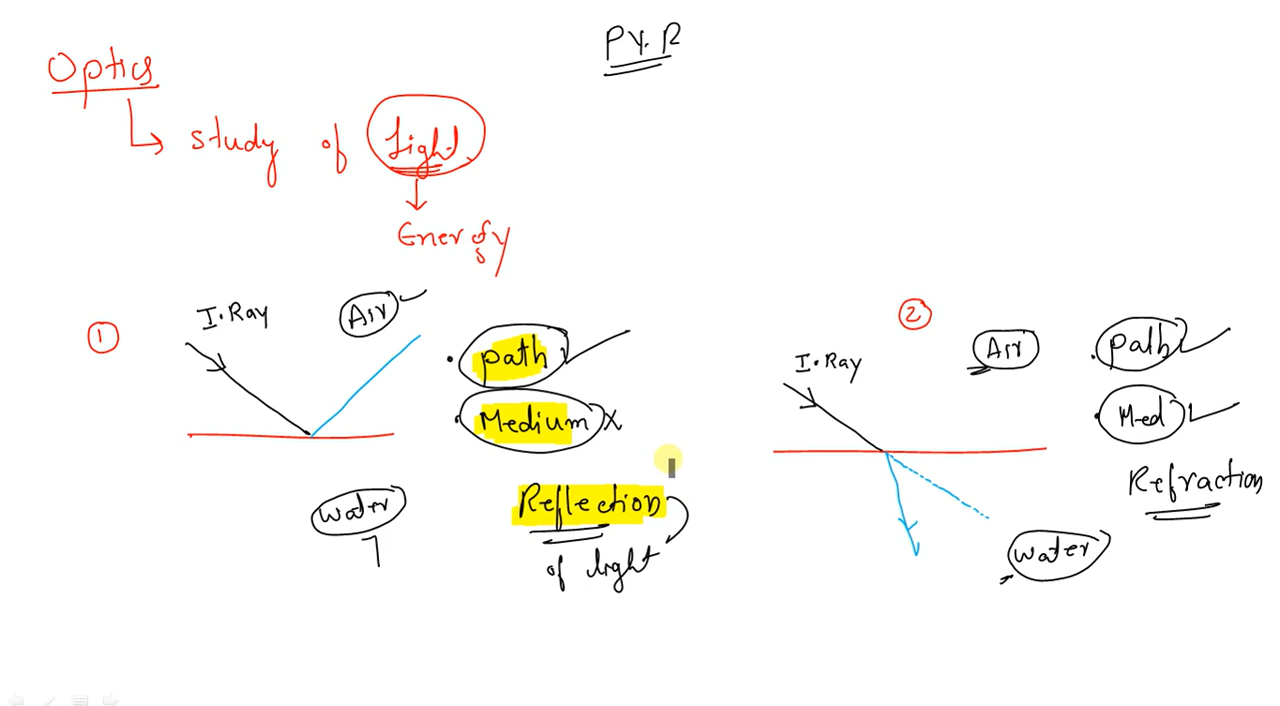 PY.R
Optics
study of light
Energy
1
I.Ray
Air
path
Medium x
water
Reflection
of light
2
I.Ray
Air
path
Med
Refraction
water